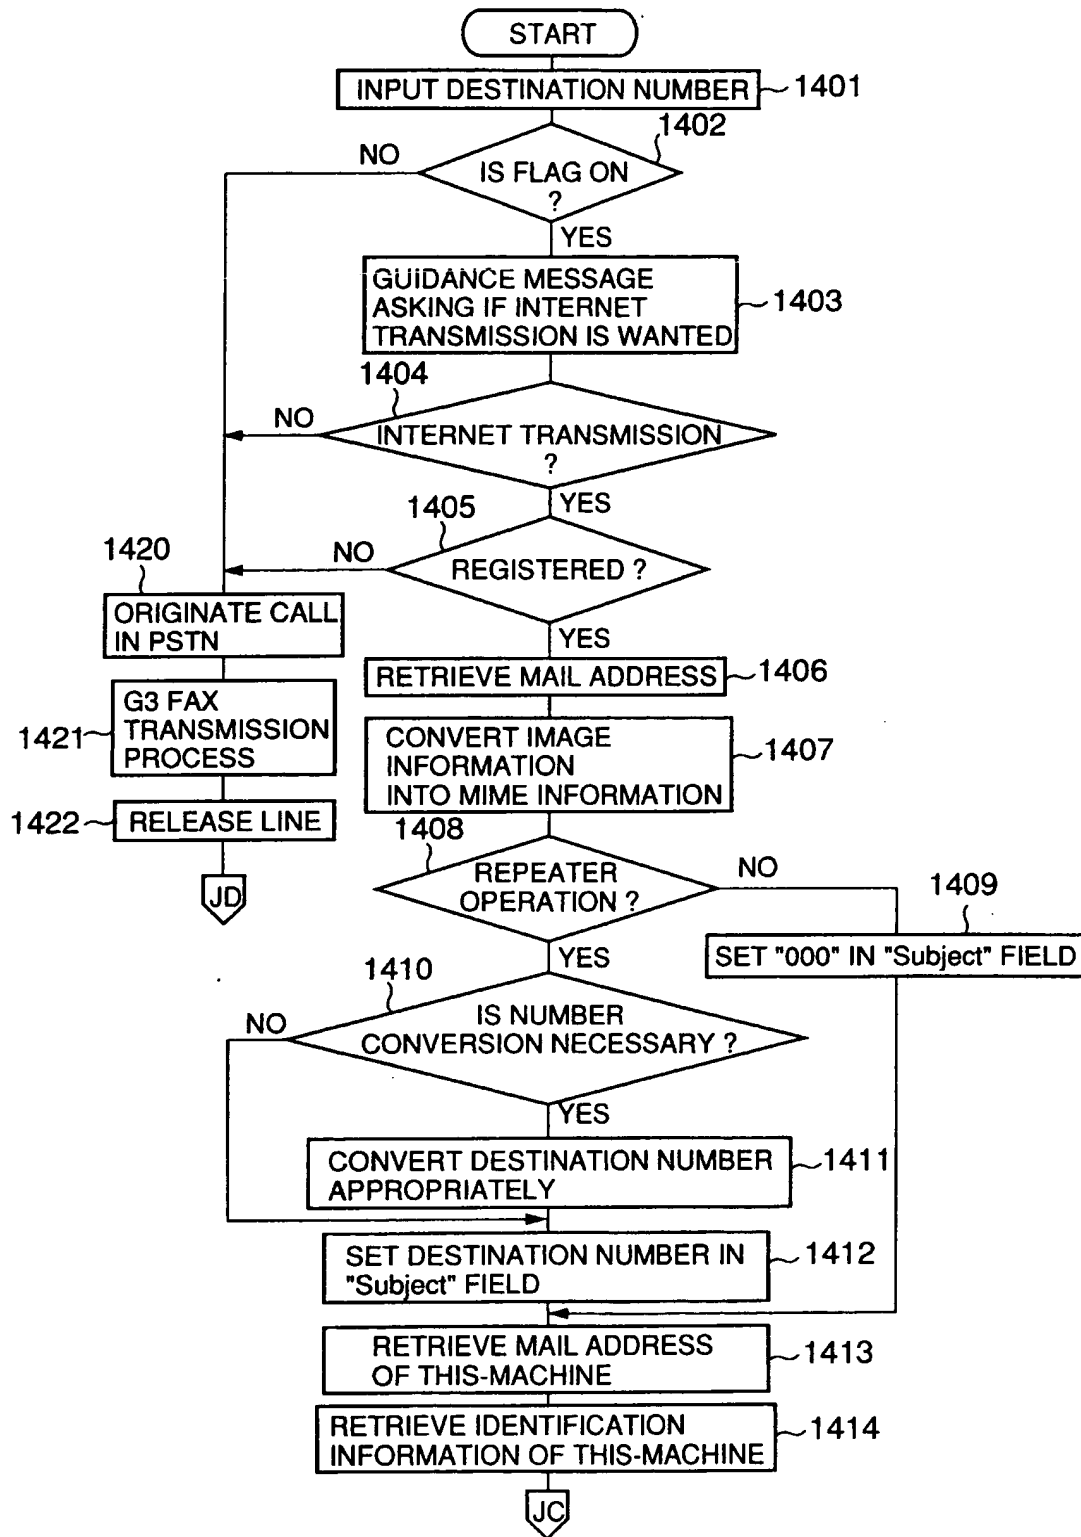 START
INPUT DESTINATION NUMBER
1401
1402
NO
IS FLAG ON
?
YES
GUIDANCE MESSAGE
ASKING IF INTERNET
TRANSMISSION IS WANTED
1403
1404
NO
INTERNET TRANSMISSION
?
YES
1405
NO
REGISTERED ?
YES
1420
ORIGINATE CALL
IN PSTN
1421
G3 FAX
TRANSMISSION
PROCESS
1422
RELEASE LINE
JD
RETRIEVE MAIL ADDRESS
1406
CONVERT IMAGE
INFORMATION
INTO MIME INFORMATION
1407
1408
REPEATER
OPERATION ?
NO
1409
SET "000" IN "Subject" FIELD
YES
1410
NO
IS NUMBER
CONVERSION NECESSARY ?
YES
CONVERT DESTINATION NUMBER
APPROPRIATELY
1411
SET DESTINATION NUMBER IN
"Subject" FIELD
1412
RETRIEVE MAIL ADDRESS
OF THIS-MACHINE
1413
RETRIEVE IDENTIFICATION
INFORMATION OF THIS-MACHINE
1414
JC